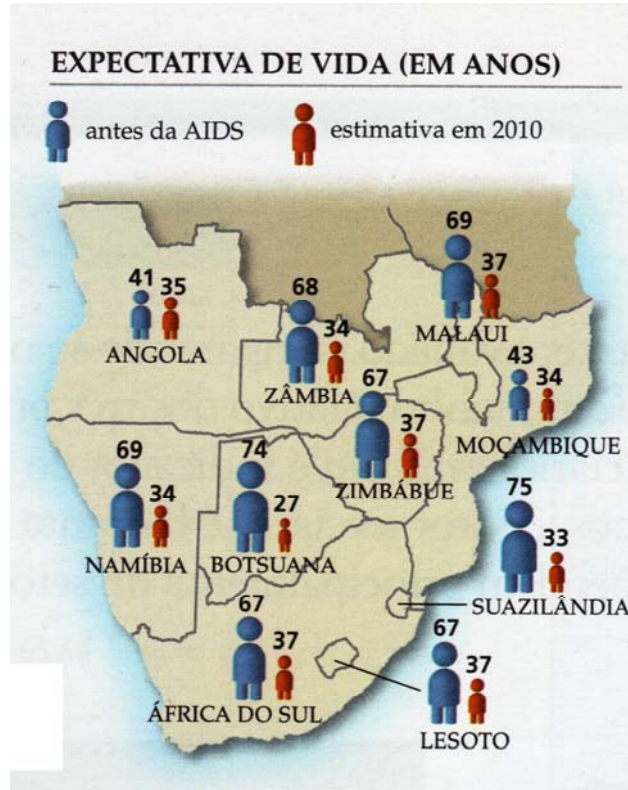 EXPECTATIVA DE VIDA (EM ANOS)
antes da AIDS
estimativa em 2010
41 35
ANGOLA
68 34
ZÂMBIA
69 37
MALAUI
43 34
MOÇAMBIQUE
67 37
ZIMBÁBUE
69 34
NAMÍBIA
74 27
BOTSUANA
75 33
SUAZILÂNDIA
67 37
ÁFRICA DO SUL
67 37
LESOTO